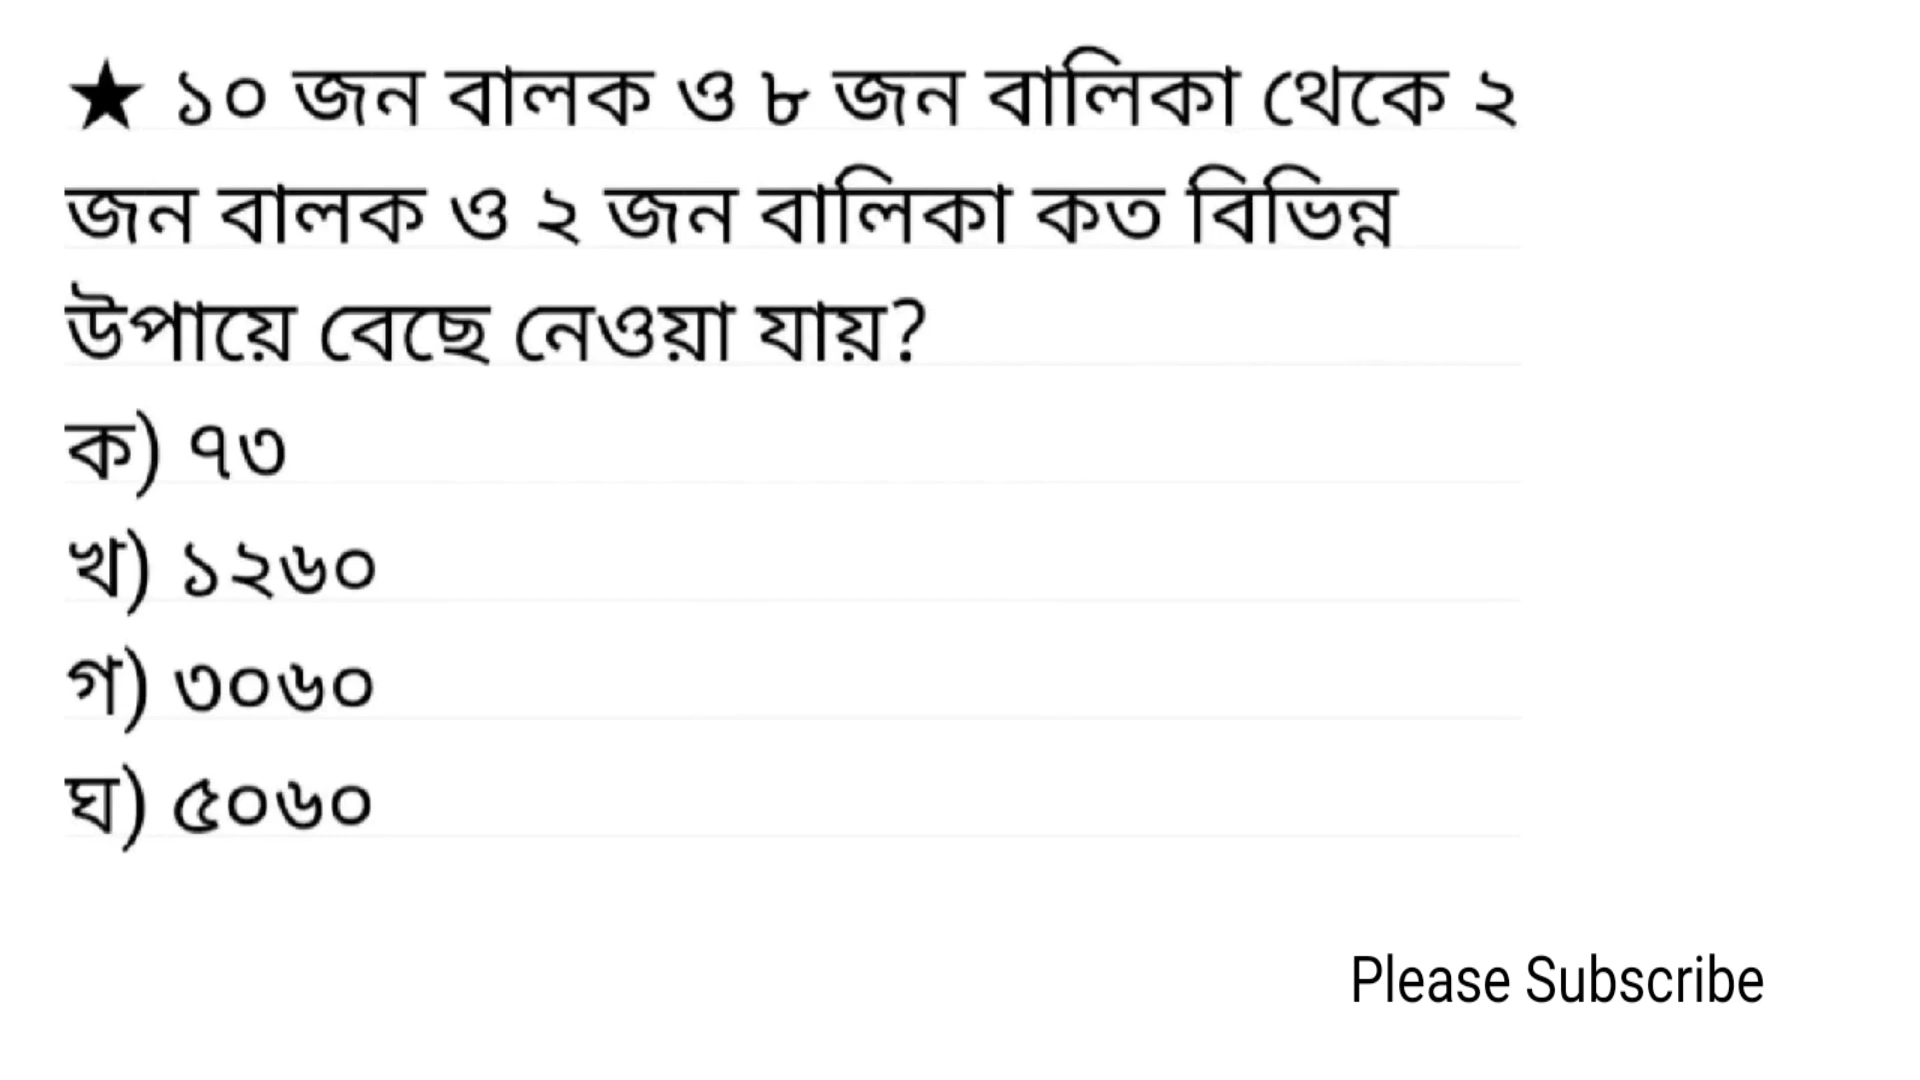 ★ ১০ জন বালক ও ৮ জন বালিকা থেকে ২
জন বালক ও ২ জন বালিকা কত বিভিন্ন
উপায়ে বেছে নেওয়া যায়?
ক) ৭৩
খ) ১২৬০
গ) ৩০৬০
ঘ) ৫০৬০
Please Subscribe